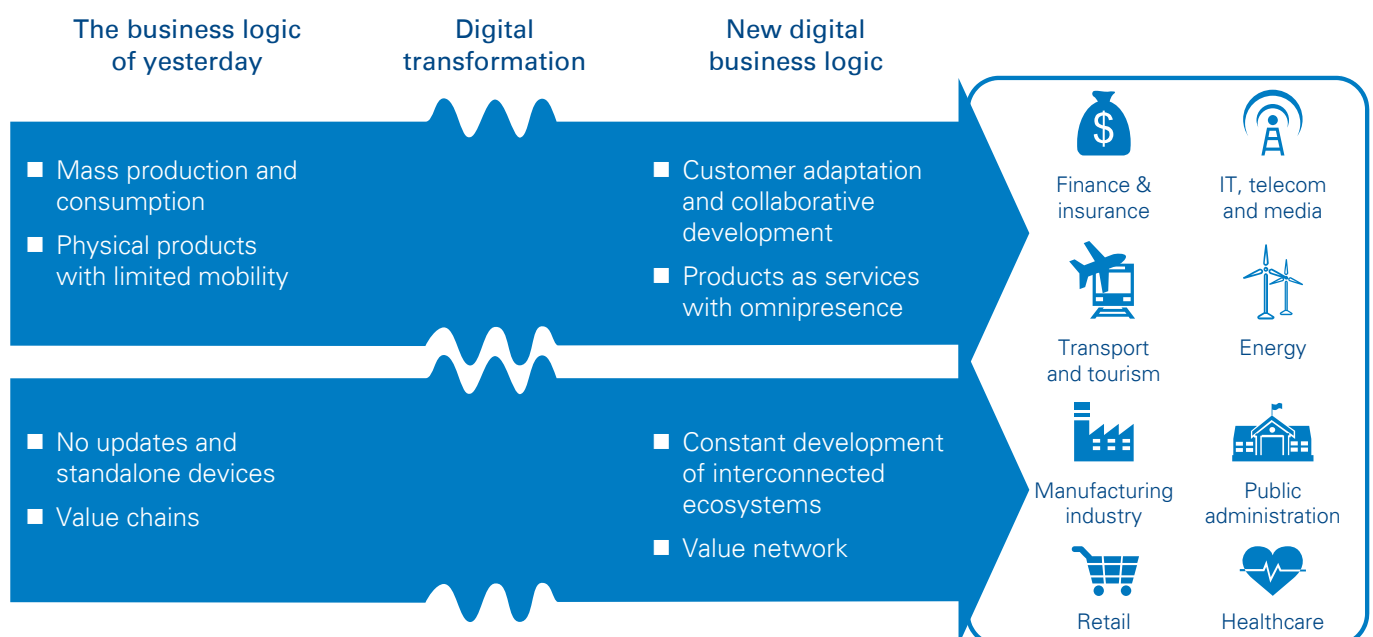 The business logic
of yesterday
Digital
transformation
New digital
business logic
Mass production and
consumption
Physical products
with limited mobility
Customer adaptation
and collaborative
development
Products as services
with omnipresence
No updates and
standalone devices
Value chains
Constant development
of interconnected
ecosystems
Value network
$
Finance &
insurance
IT, telecom
and media
Transport
and tourism
Energy
Manufacturing
industry
Public
administration
Retail
Healthcare